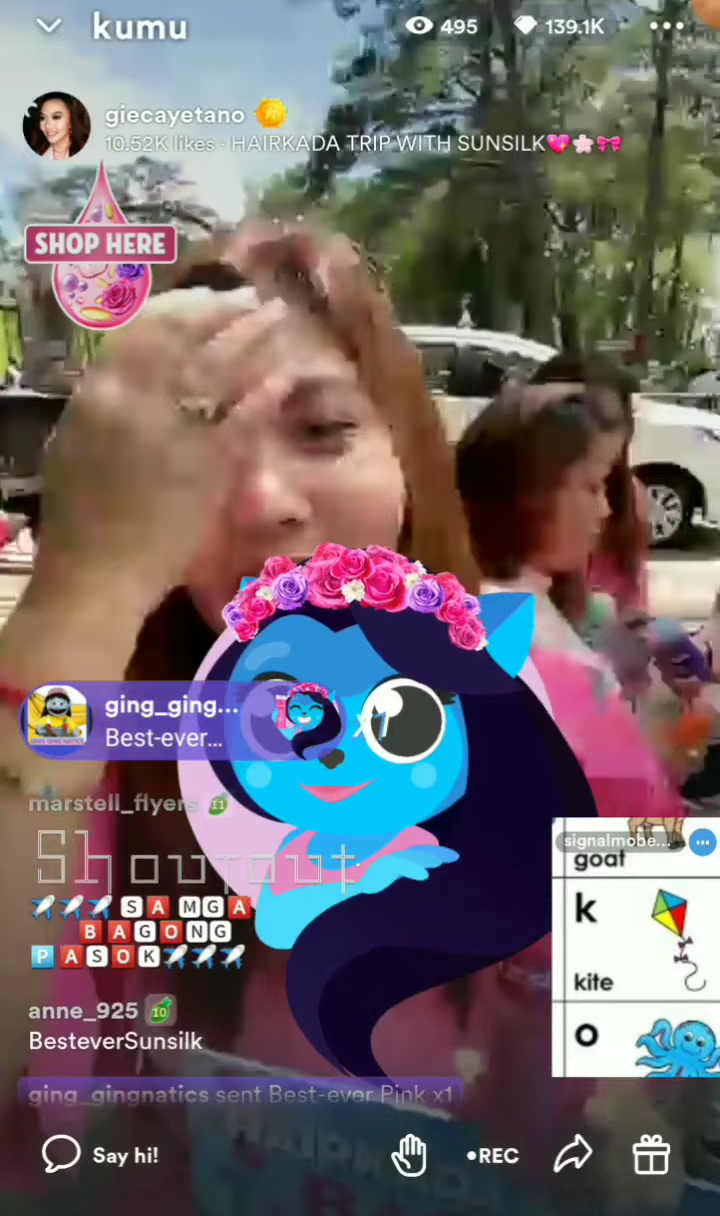 kumu
495
139.1K
giecayetano
10.52K likes · HAIRKADA TRIP WITH SUNSILK💖🌸🎀
SHOP HERE
ging_ging...
Best-ever...
x1
marstell_flyers 11
Shoutout
✈️✈️✈️ S A MGA
BAGONG
PASOK✈️✈️✈️
signalmobe...
goat
k
kite
o
anne_925 10
BesteverSunsilk
ging_gingnatics sent Best-ever Pink x1
Say hi!
•REC